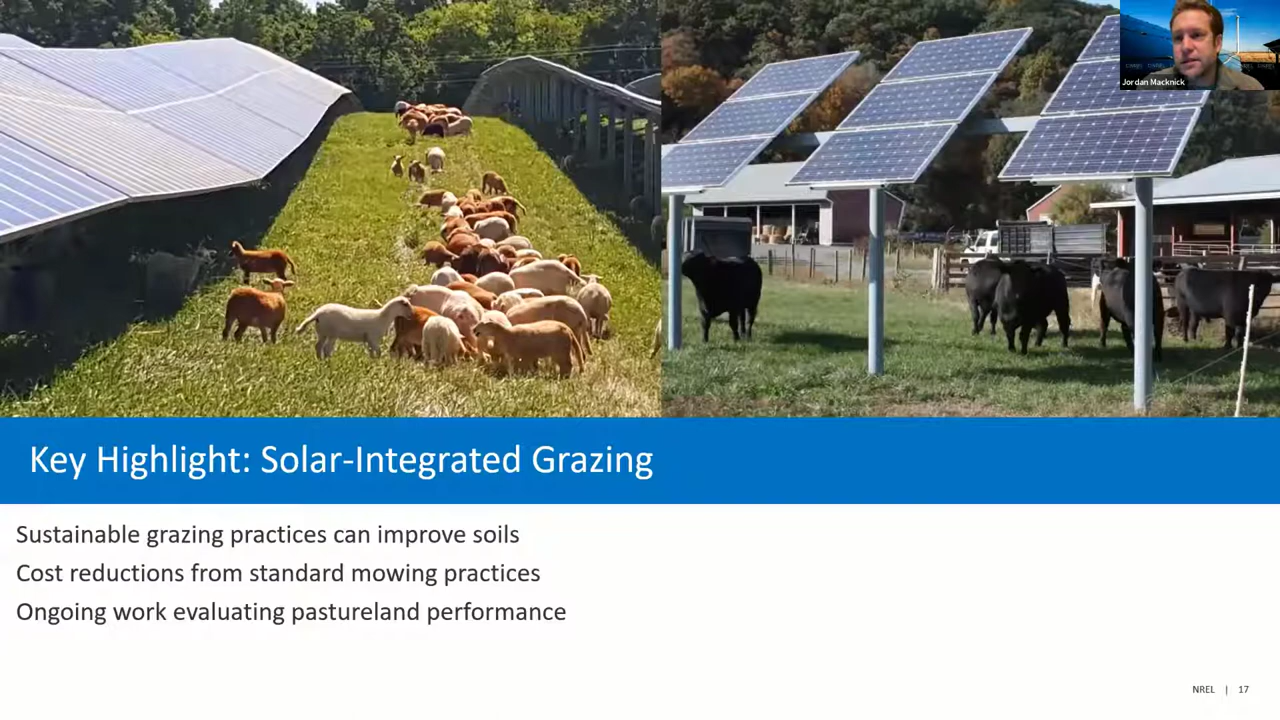 Jordan Macknick
Key Highlight: Solar-Integrated Grazing
Sustainable grazing practices can improve soils
Cost reductions from standard mowing practices
Ongoing work evaluating pastureland performance
NREL | 17